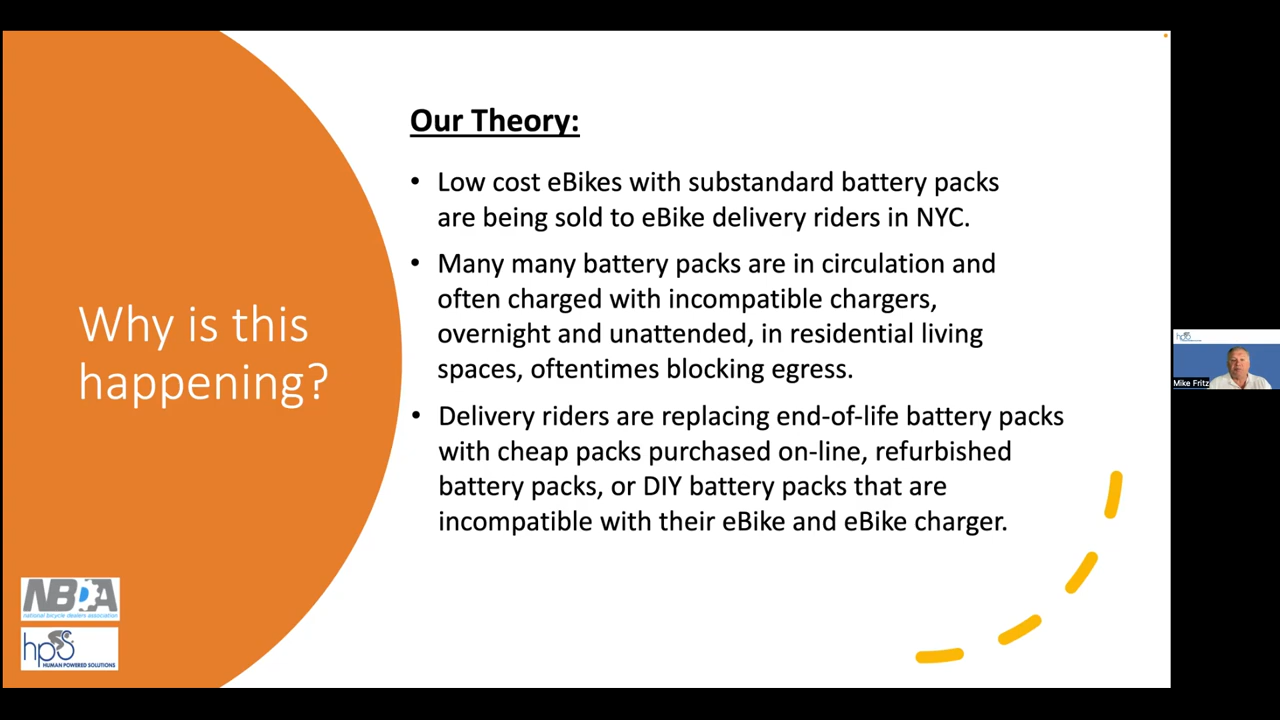 Why is this
happening?
Our Theory:
• Low cost eBikes with substandard battery packs
are being sold to eBike delivery riders in NYC.
• Many many battery packs are in circulation and
often charged with incompatible chargers,
overnight and unattended, in residential living
spaces, oftentimes blocking egress.
• Delivery riders are replacing end-of-life battery packs
with cheap packs purchased on-line, refurbished
battery packs, or DIY battery packs that are
incompatible with their eBike and eBike charger.
NBDA
national bicycle dealers association
hps
HUMAN POWERED SOLUTIONS
hps
Mike Fritz